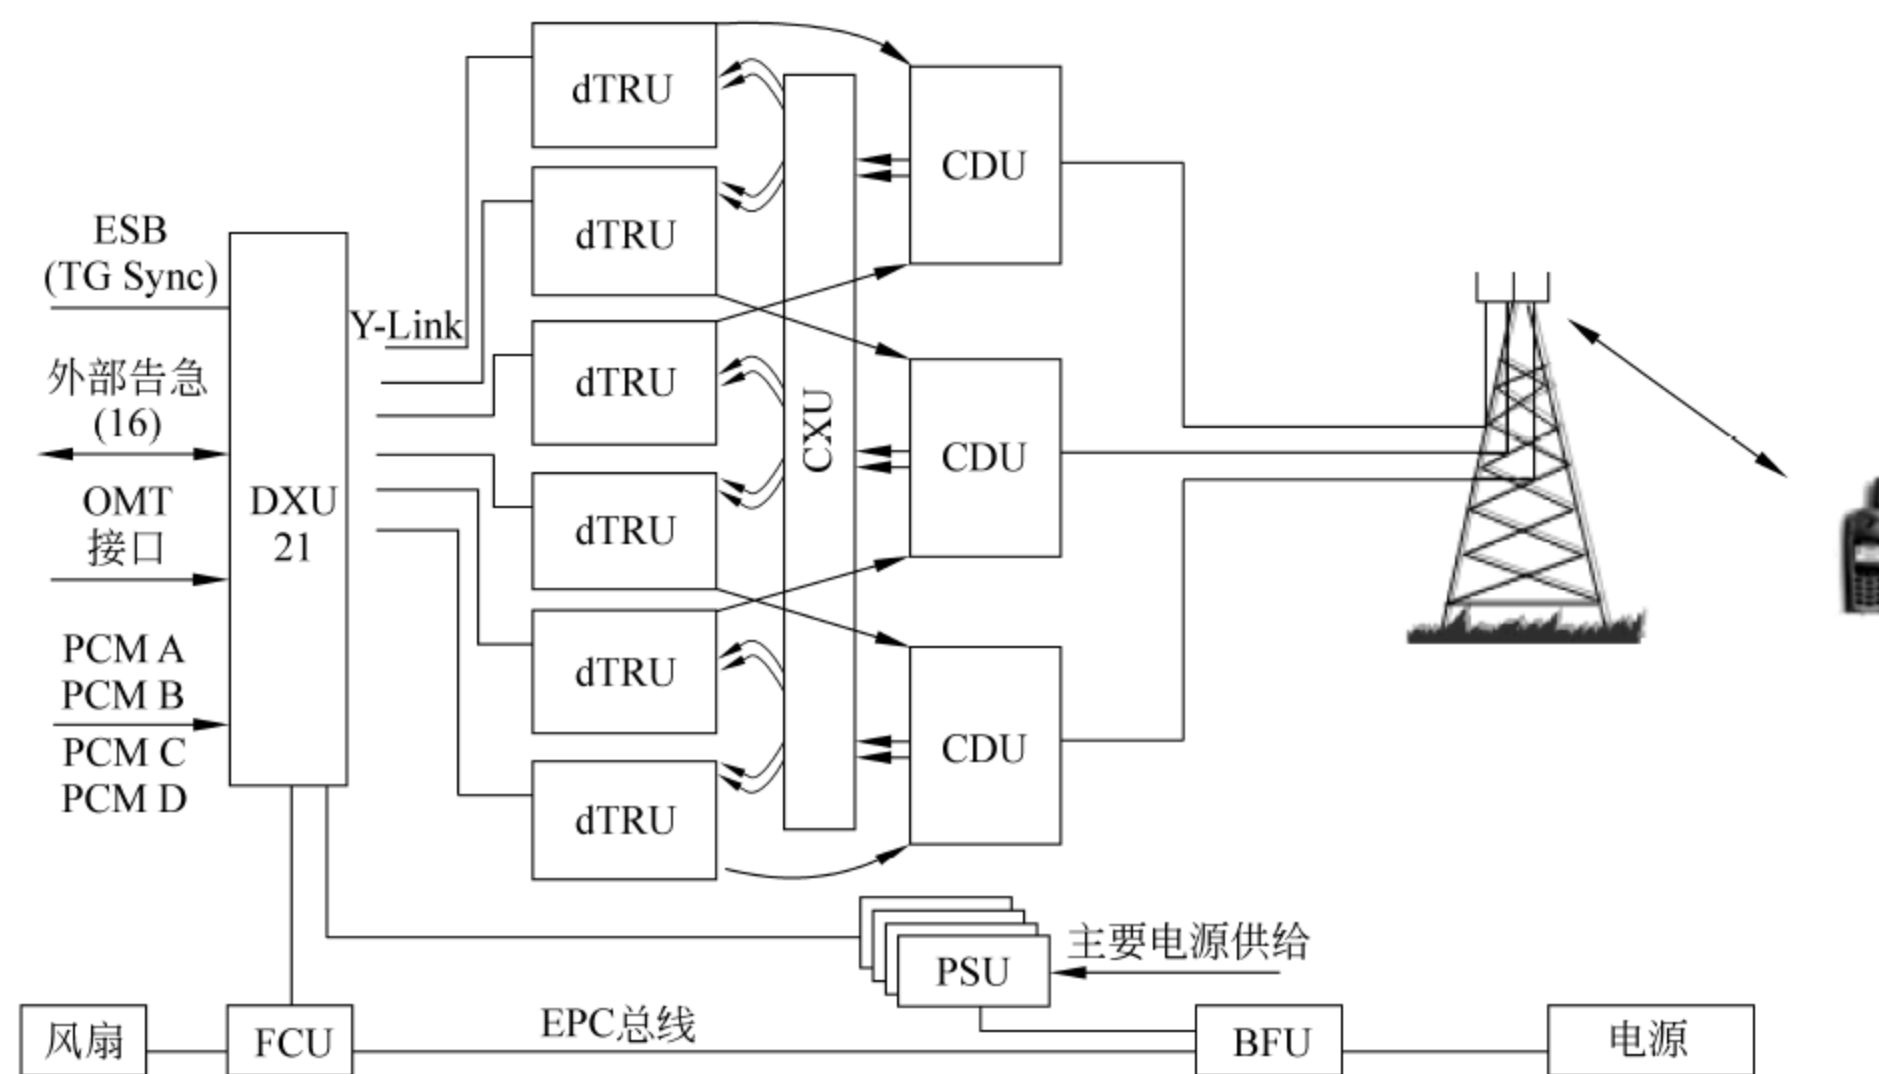 dTRU
CDU
dTRU
ESB
(TG Sync)
Y-Link
外部告急
(16)
dTRU
CXU
CDU
OMT
接口
DXU
21
dTRU
PCM A
PCM B
PCM C
PCM D
dTRU
CDU
dTRU
主要电源供给
PSU
EPC总线
风扇
FCU
BFU
电源